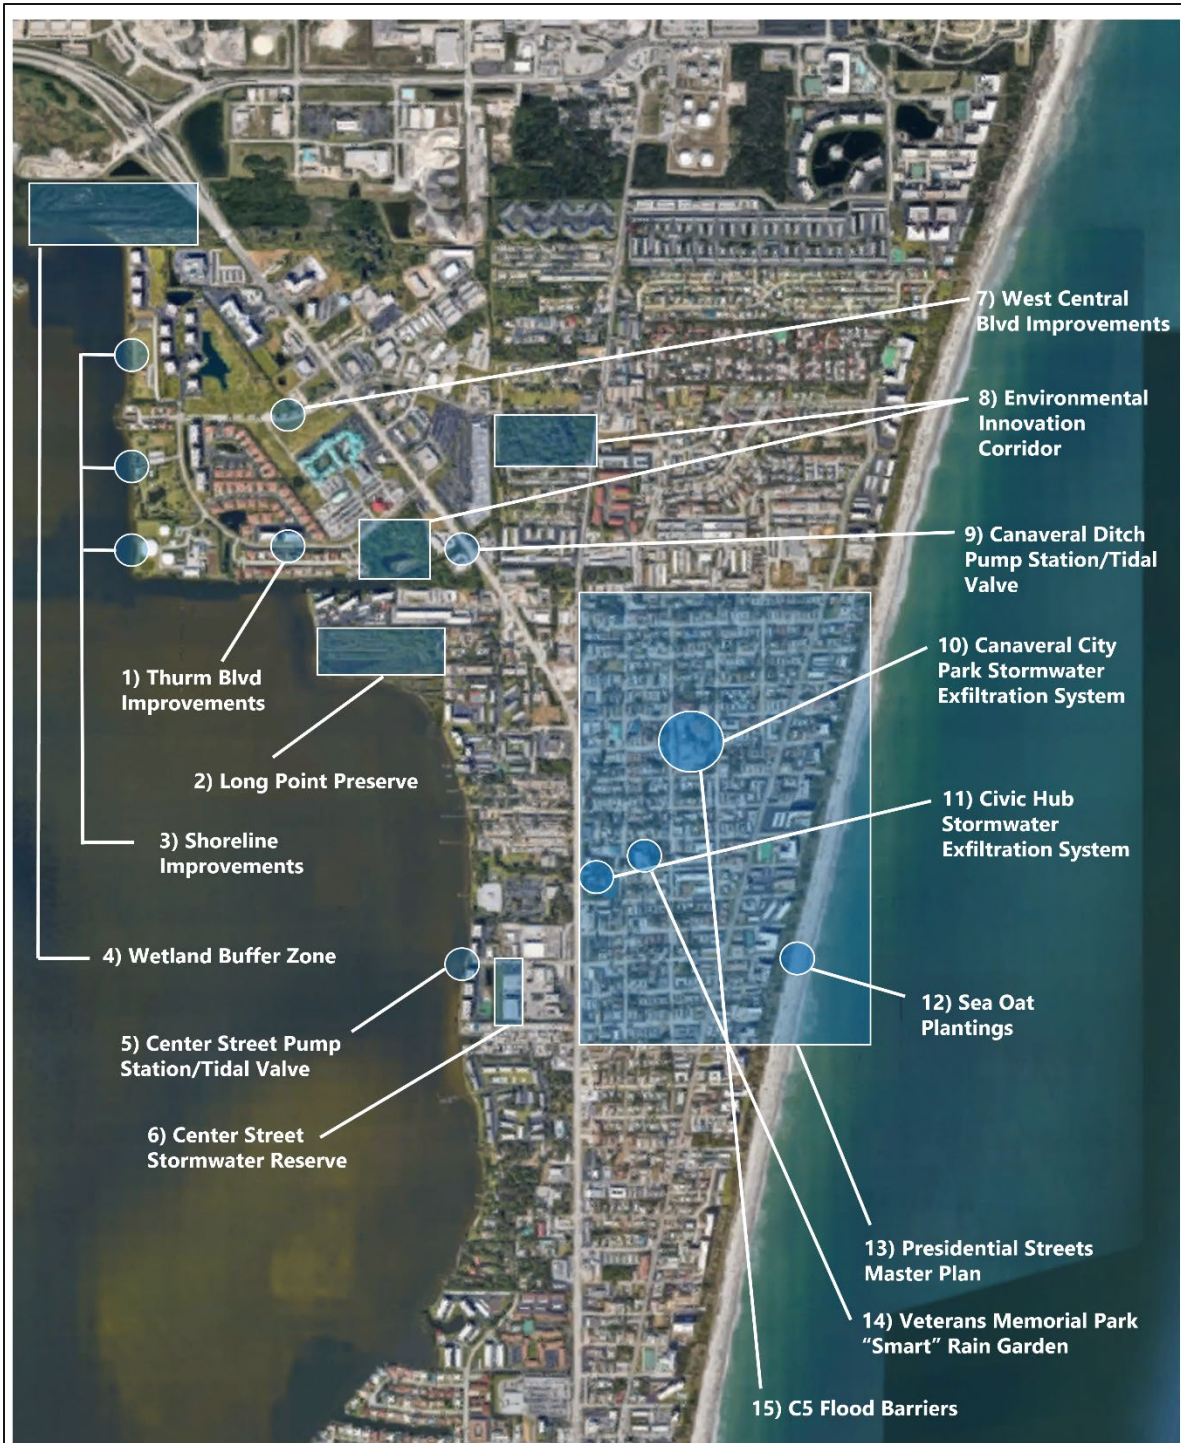 7) West Central
Blvd Improvements
8) Environmental
Innovation
Corridor
9) Canaveral Ditch
Pump Station/Tidal
Valve
10) Canaveral City
Park Stormwater
Exfiltration System
1) Thurm Blvd
Improvements
2) Long Point Preserve
11) Civic Hub
Stormwater
Exfiltration System
3) Shoreline
Improvements
4) Wetland Buffer Zone
12) Sea Oat
Plantings
5) Center Street Pump
Station/Tidal Valve
6) Center Street
Stormwater Reserve
13) Presidential Streets
Master Plan
14) Veterans Memorial Park
“Smart” Rain Garden
15) C5 Flood Barriers